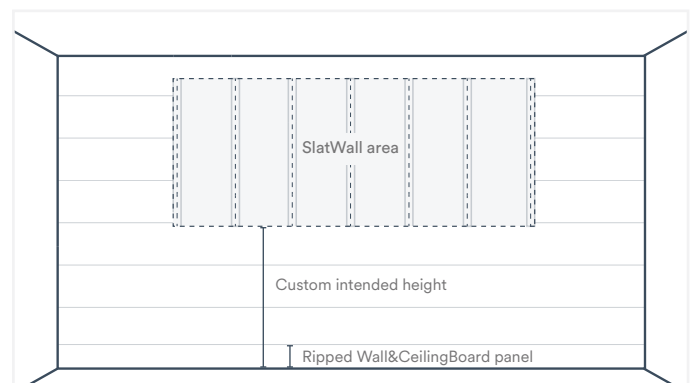 SlatWall area
Custom intended height
Ripped Wall&CeilingBoard panel